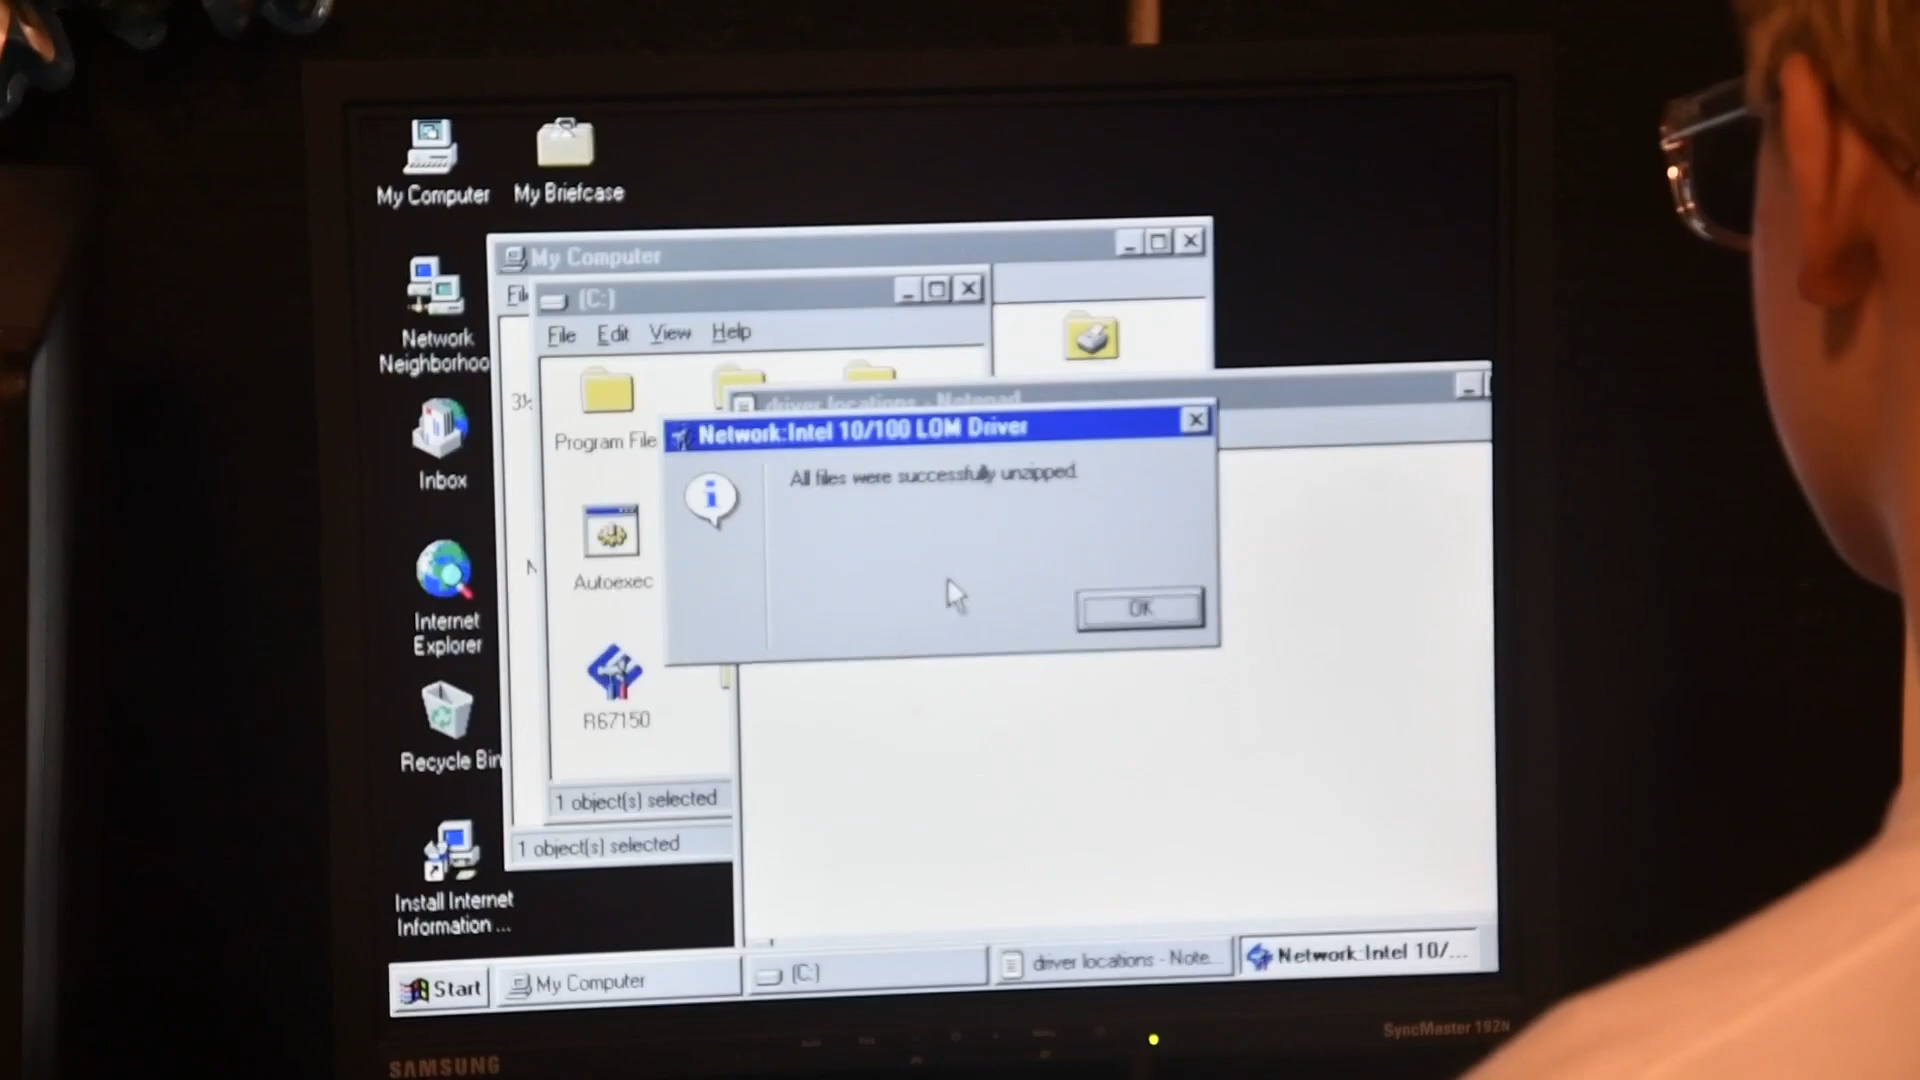 My Computer
My Briefcase
Network
Neighborhoo
Inbox
Internet
Explorer
Recycle Bin
Install Internet
Information ...
My Computer
File
(C:)
File Edit View Help
3½
Program File
Autoexec
R67150
1 object(s) selected
1 object(s) selected
driver locations - Notepad
Network:Intel 10/100 LOM Driver
All files were successfully unzipped.
OK
Start
My Computer
(C:)
driver locations - Note...
Network:Intel 10/...
SAMSUNG
SyncMaster 192N